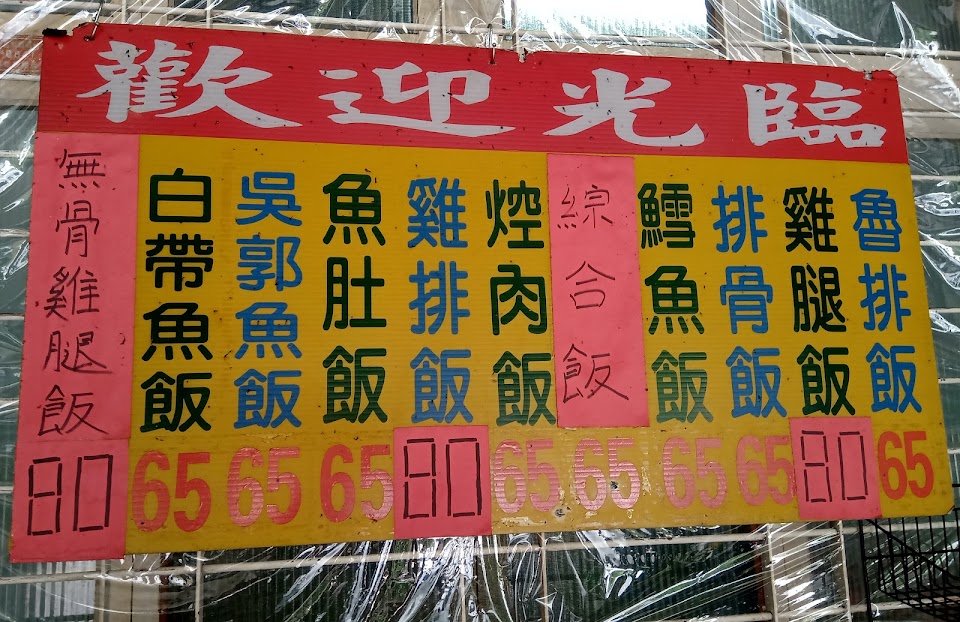 歡迎光臨
魯排飯 65
雞腿飯 80
排骨飯 65
鱈魚飯 65
綜合飯 65
焢肉飯 65
雞排飯 80
魚肚飯 65
吳郭魚飯 65
白帶魚飯 65
無骨雞腿飯 80